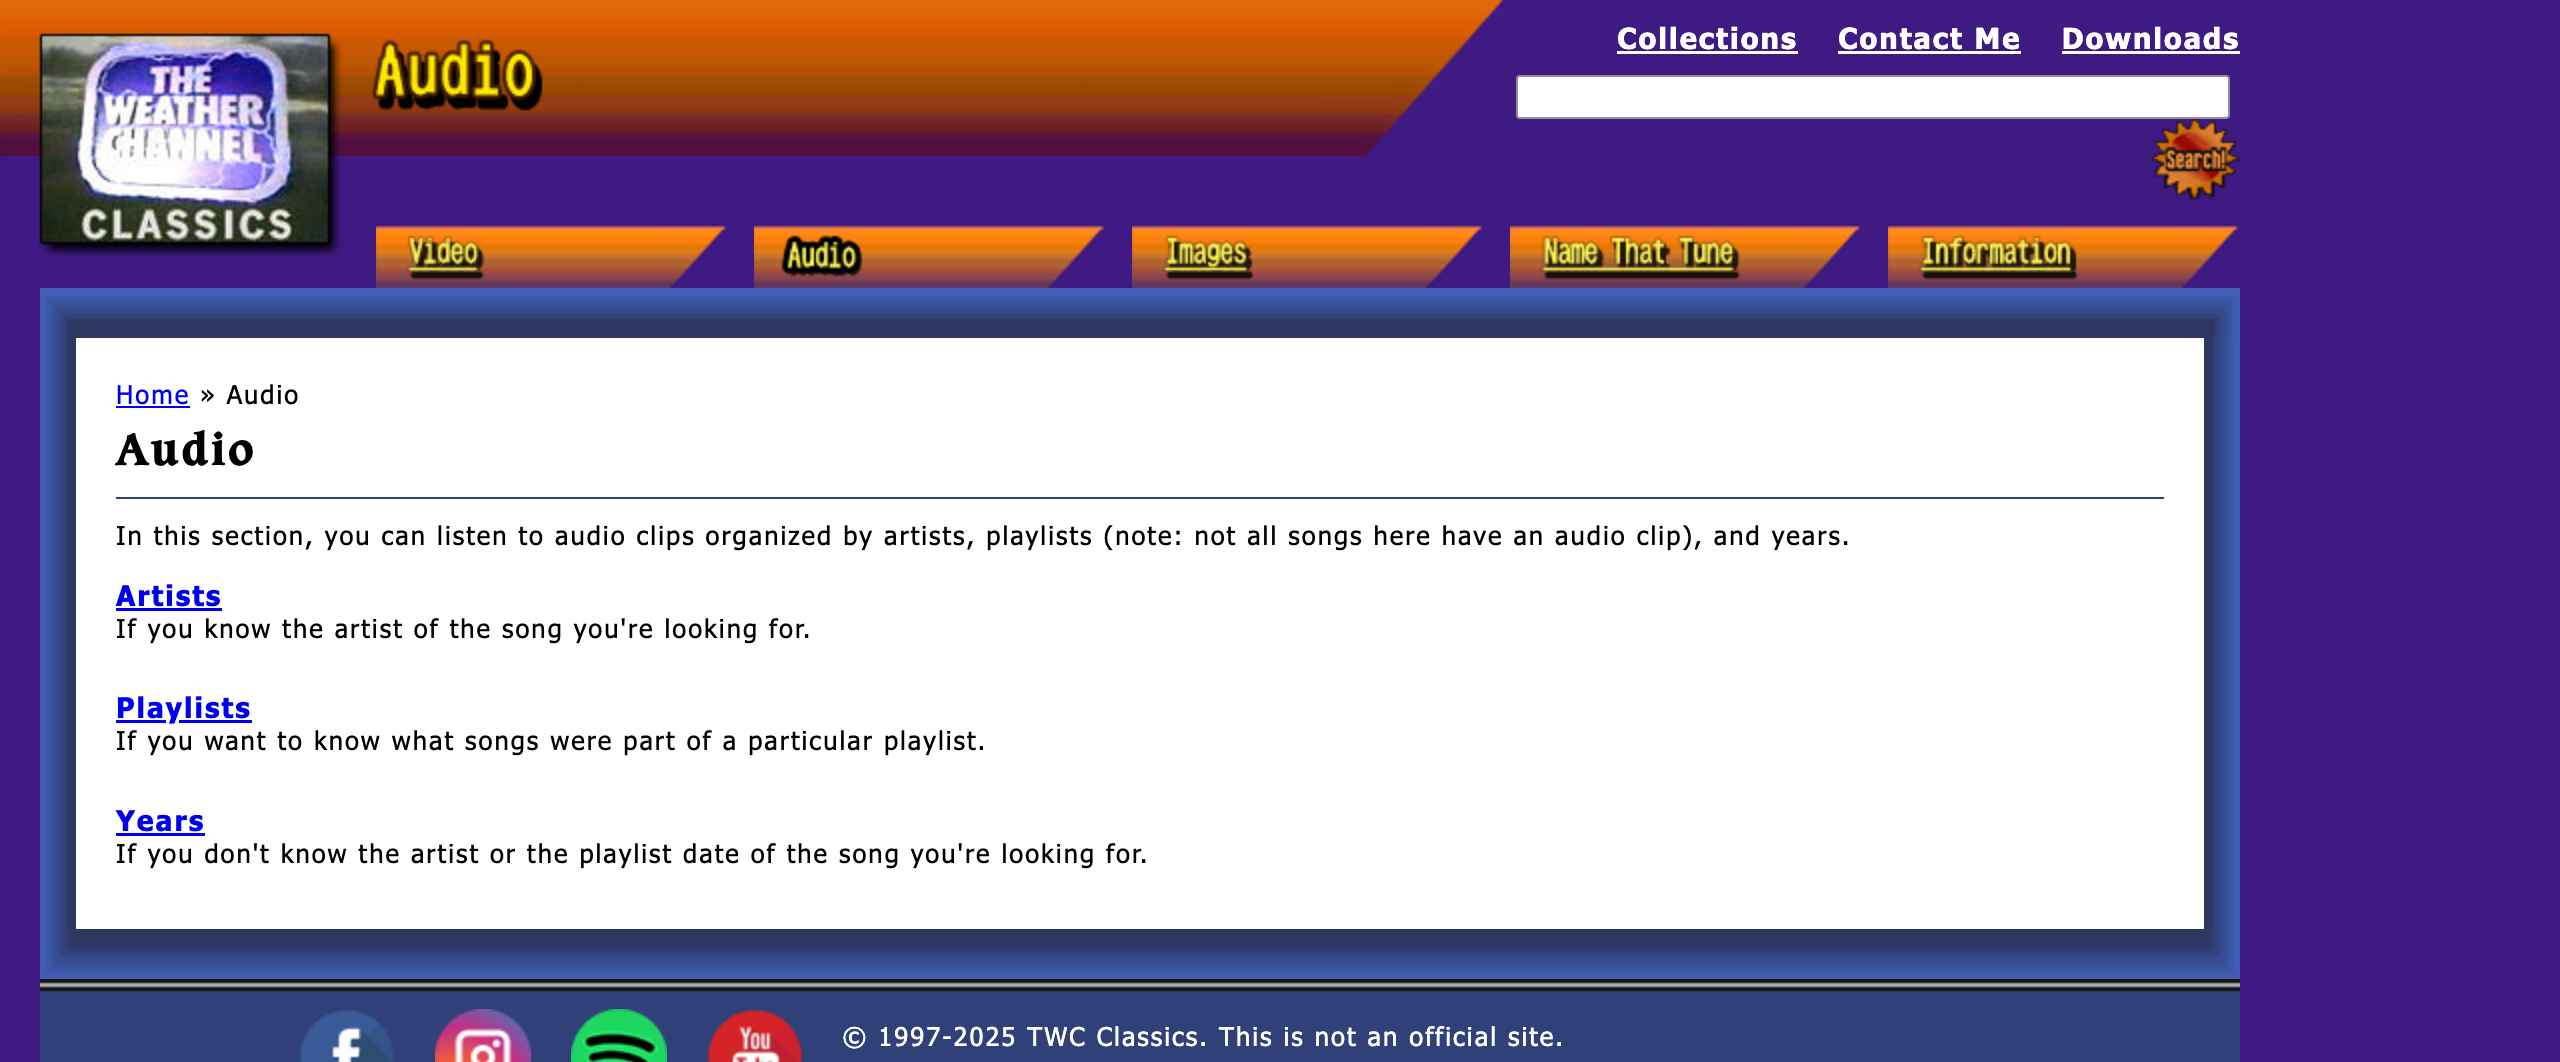 Collections Contact Me Downloads
Audio
THE
WEATHER
CHANNEL
CLASSICS
Search!
Video Audio Images Name That Tune Information
Home » Audio
Audio
In this section, you can listen to audio clips organized by artists, playlists (note: not all songs here have an audio clip), and years.
Artists
If you know the artist of the song you're looking for.
Playlists
If you want to know what songs were part of a particular playlist.
Years
If you don't know the artist or the playlist date of the song you're looking for.
You
© 1997-2025 TWC Classics. This is not an official site.